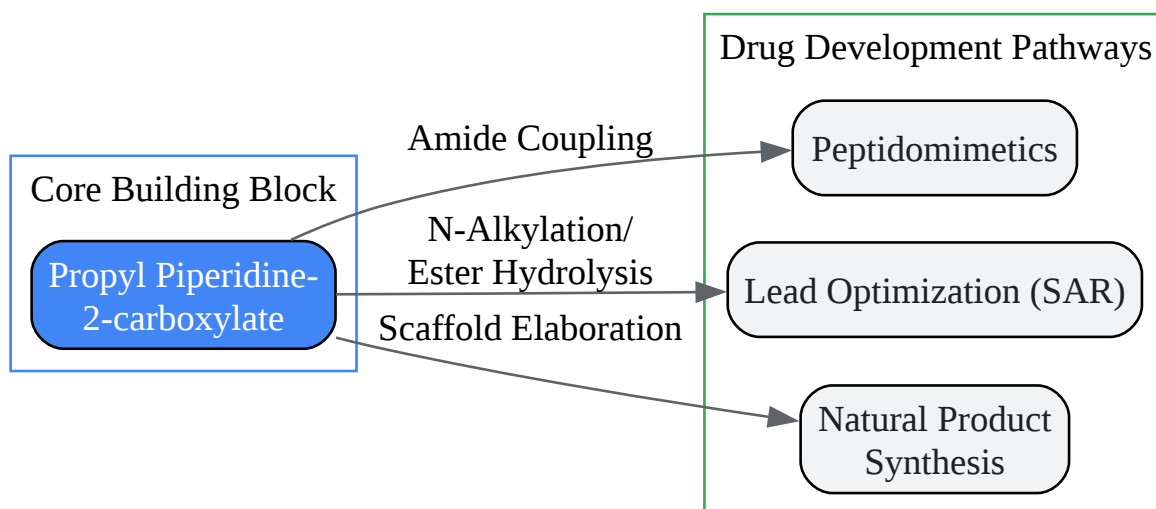 Drug Development Pathways
Amide Coupling
Peptidomimetics
Core Building Block
N-Alkylation/
Ester Hydrolysis
Propyl Piperidine-
2-carboxylate
Lead Optimization (SAR)
Scaffold Elaboration
Natural Product
Synthesis